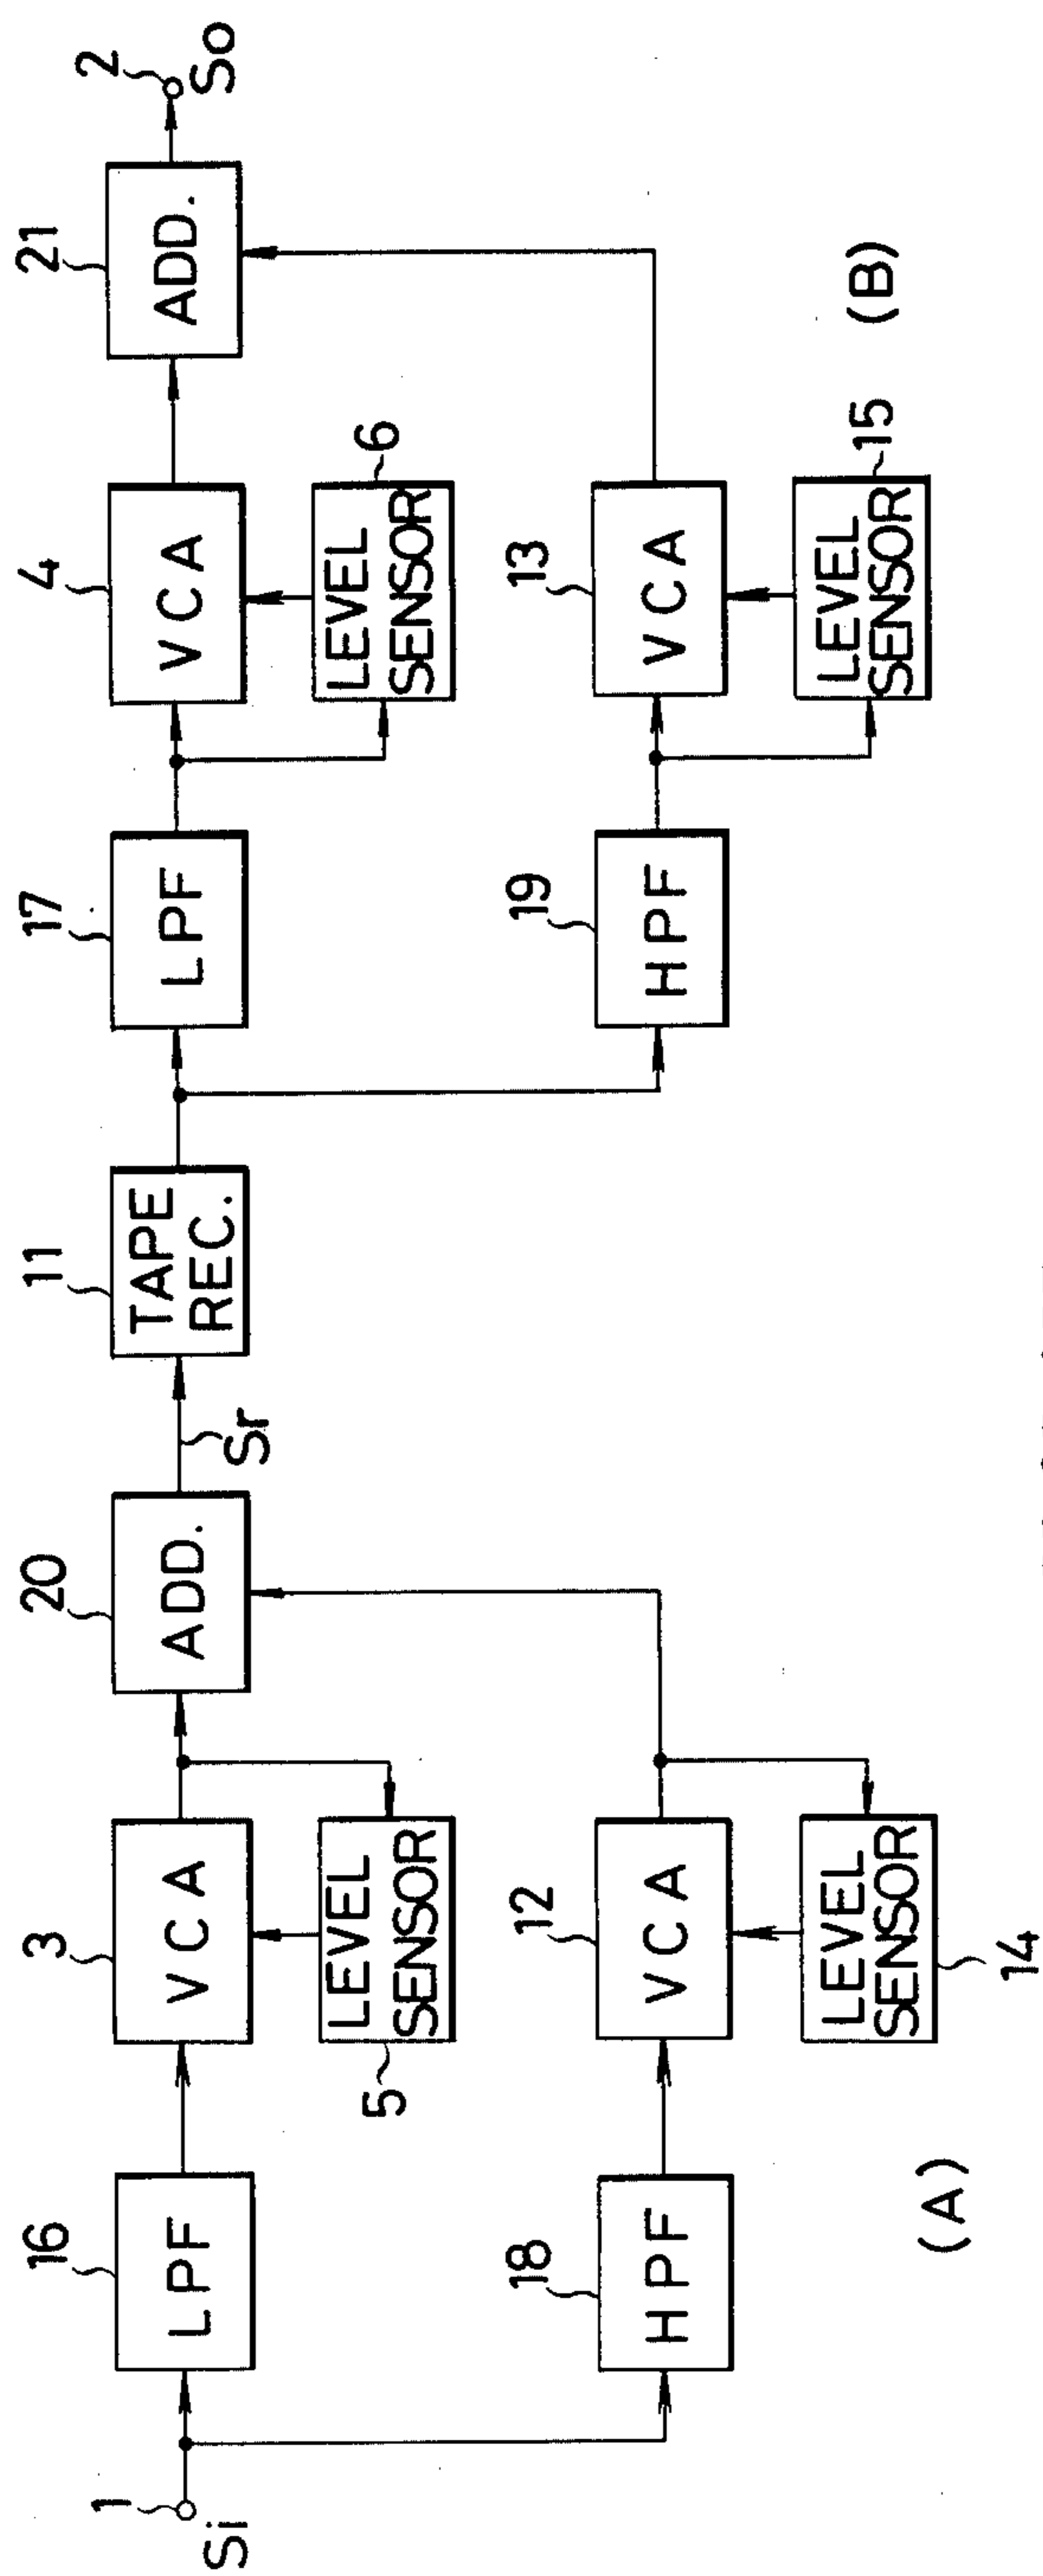 1
Si
16
LPF
3
VCA
5
LEVEL
SENSOR
20
ADD.
Sr
11
TAPE
REC.
17
LPF
4
VCA
6
LEVEL
SENSOR
21
ADD.
2
So
18
HPF
12
VCA
14
LEVEL
SENSOR
19
HPF
13
VCA
15
LEVEL
SENSOR
(A)
(B)